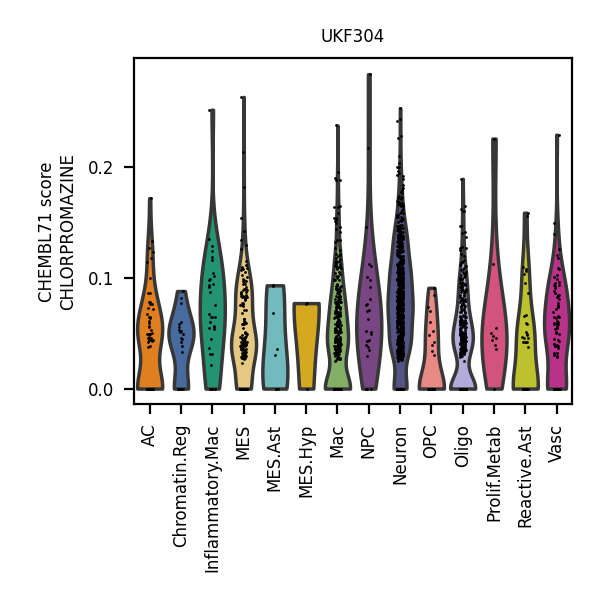 UKF304
CHEMBL71 score
CHLORPROMAZINE
0.2
0.1
0.0
AC
Chromatin.Reg
Inflammatory.Mac
MES
MES.Ast
MES.Hyp
Mac
NPC
Neuron
OPC
Oligo
Prolif.Metab
Reactive.Ast
Vasc